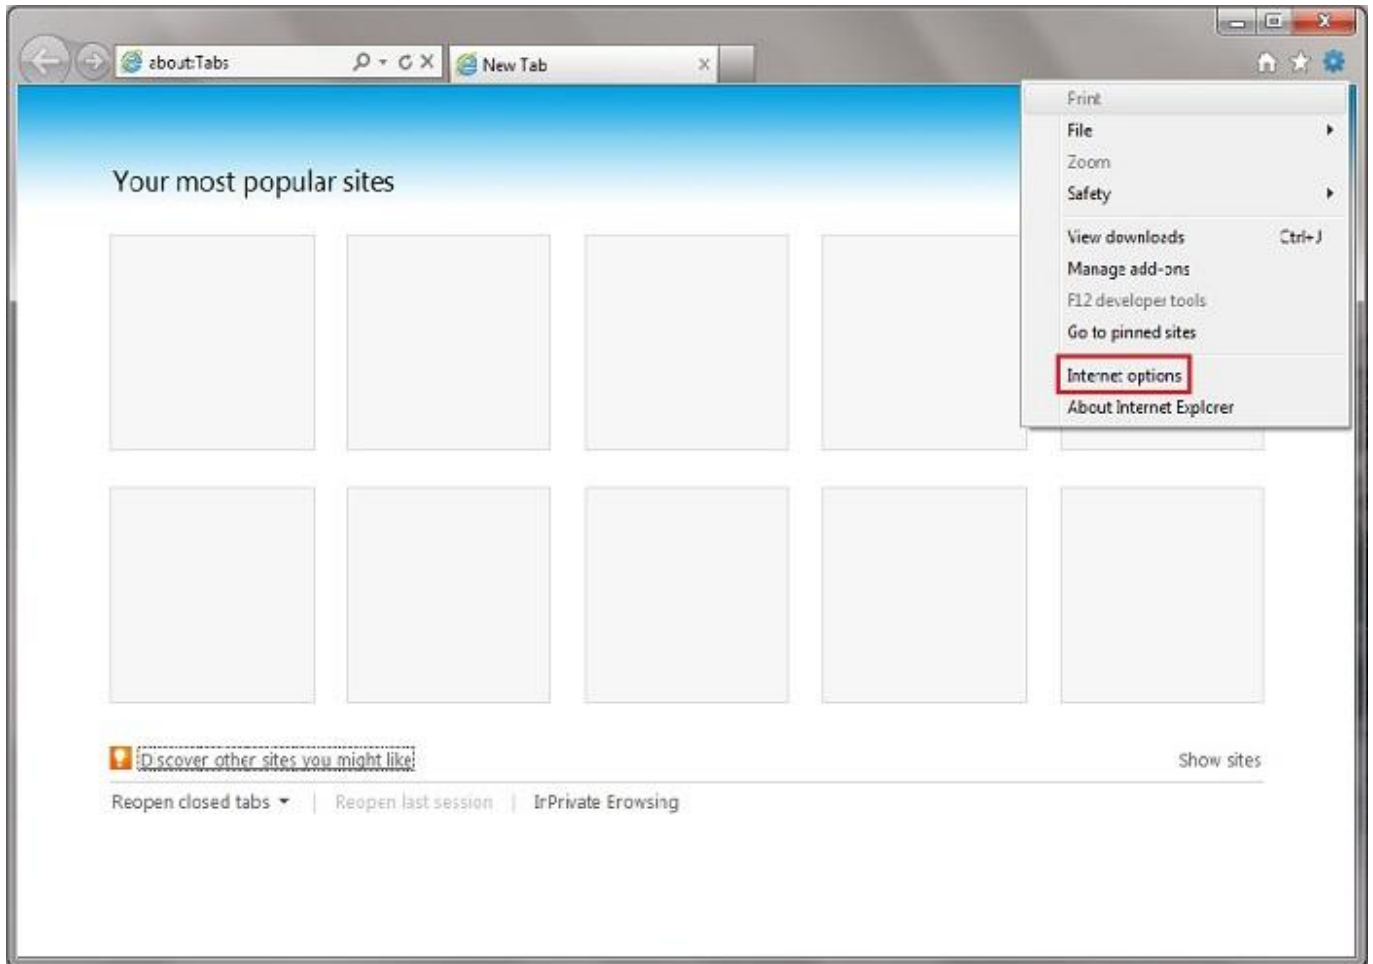 about:Tabs
New Tab
Print
File
Zoom
Safety
View downloads Ctrl+J
Manage add-ons
F12 developer tools
Go to pinned sites
Internet options
About Internet Explorer
Your most popular sites
Discover other sites you might like
Show sites
Reopen closed tabs | Reopen last session | InPrivate Browsing